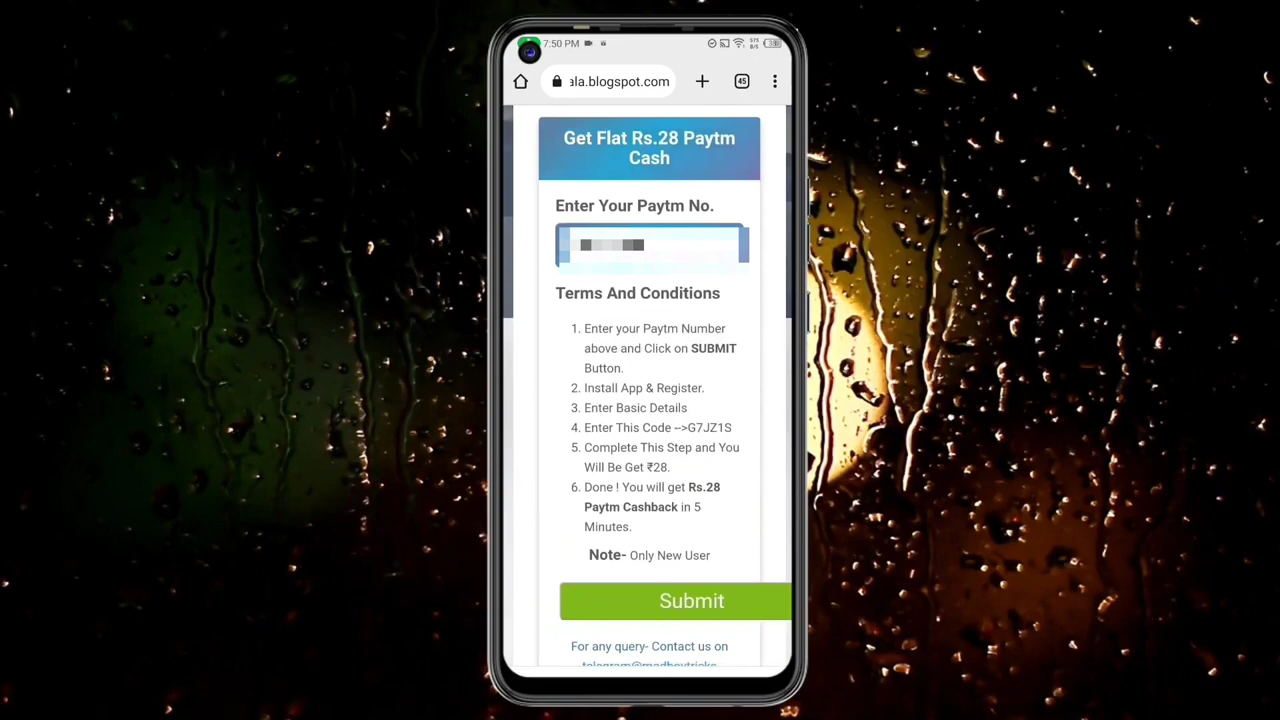 7:50 PM
ala.blogspot.com
45
Get Flat Rs.28 Paytm
Cash
Enter Your Paytm No.
Terms And Conditions
1. Enter your Paytm Number
above and Click on SUBMIT
Button.
2. Install App & Register.
3. Enter Basic Details
4. Enter This Code -->G7JZ1S
5. Complete This Step and You
Will Be Get ₹28.
6. Done ! You will get Rs.28
Paytm Cashback in 5
Minutes.
Note- Only New User
Submit
For any query- Contact us on
telegram@madboytricks